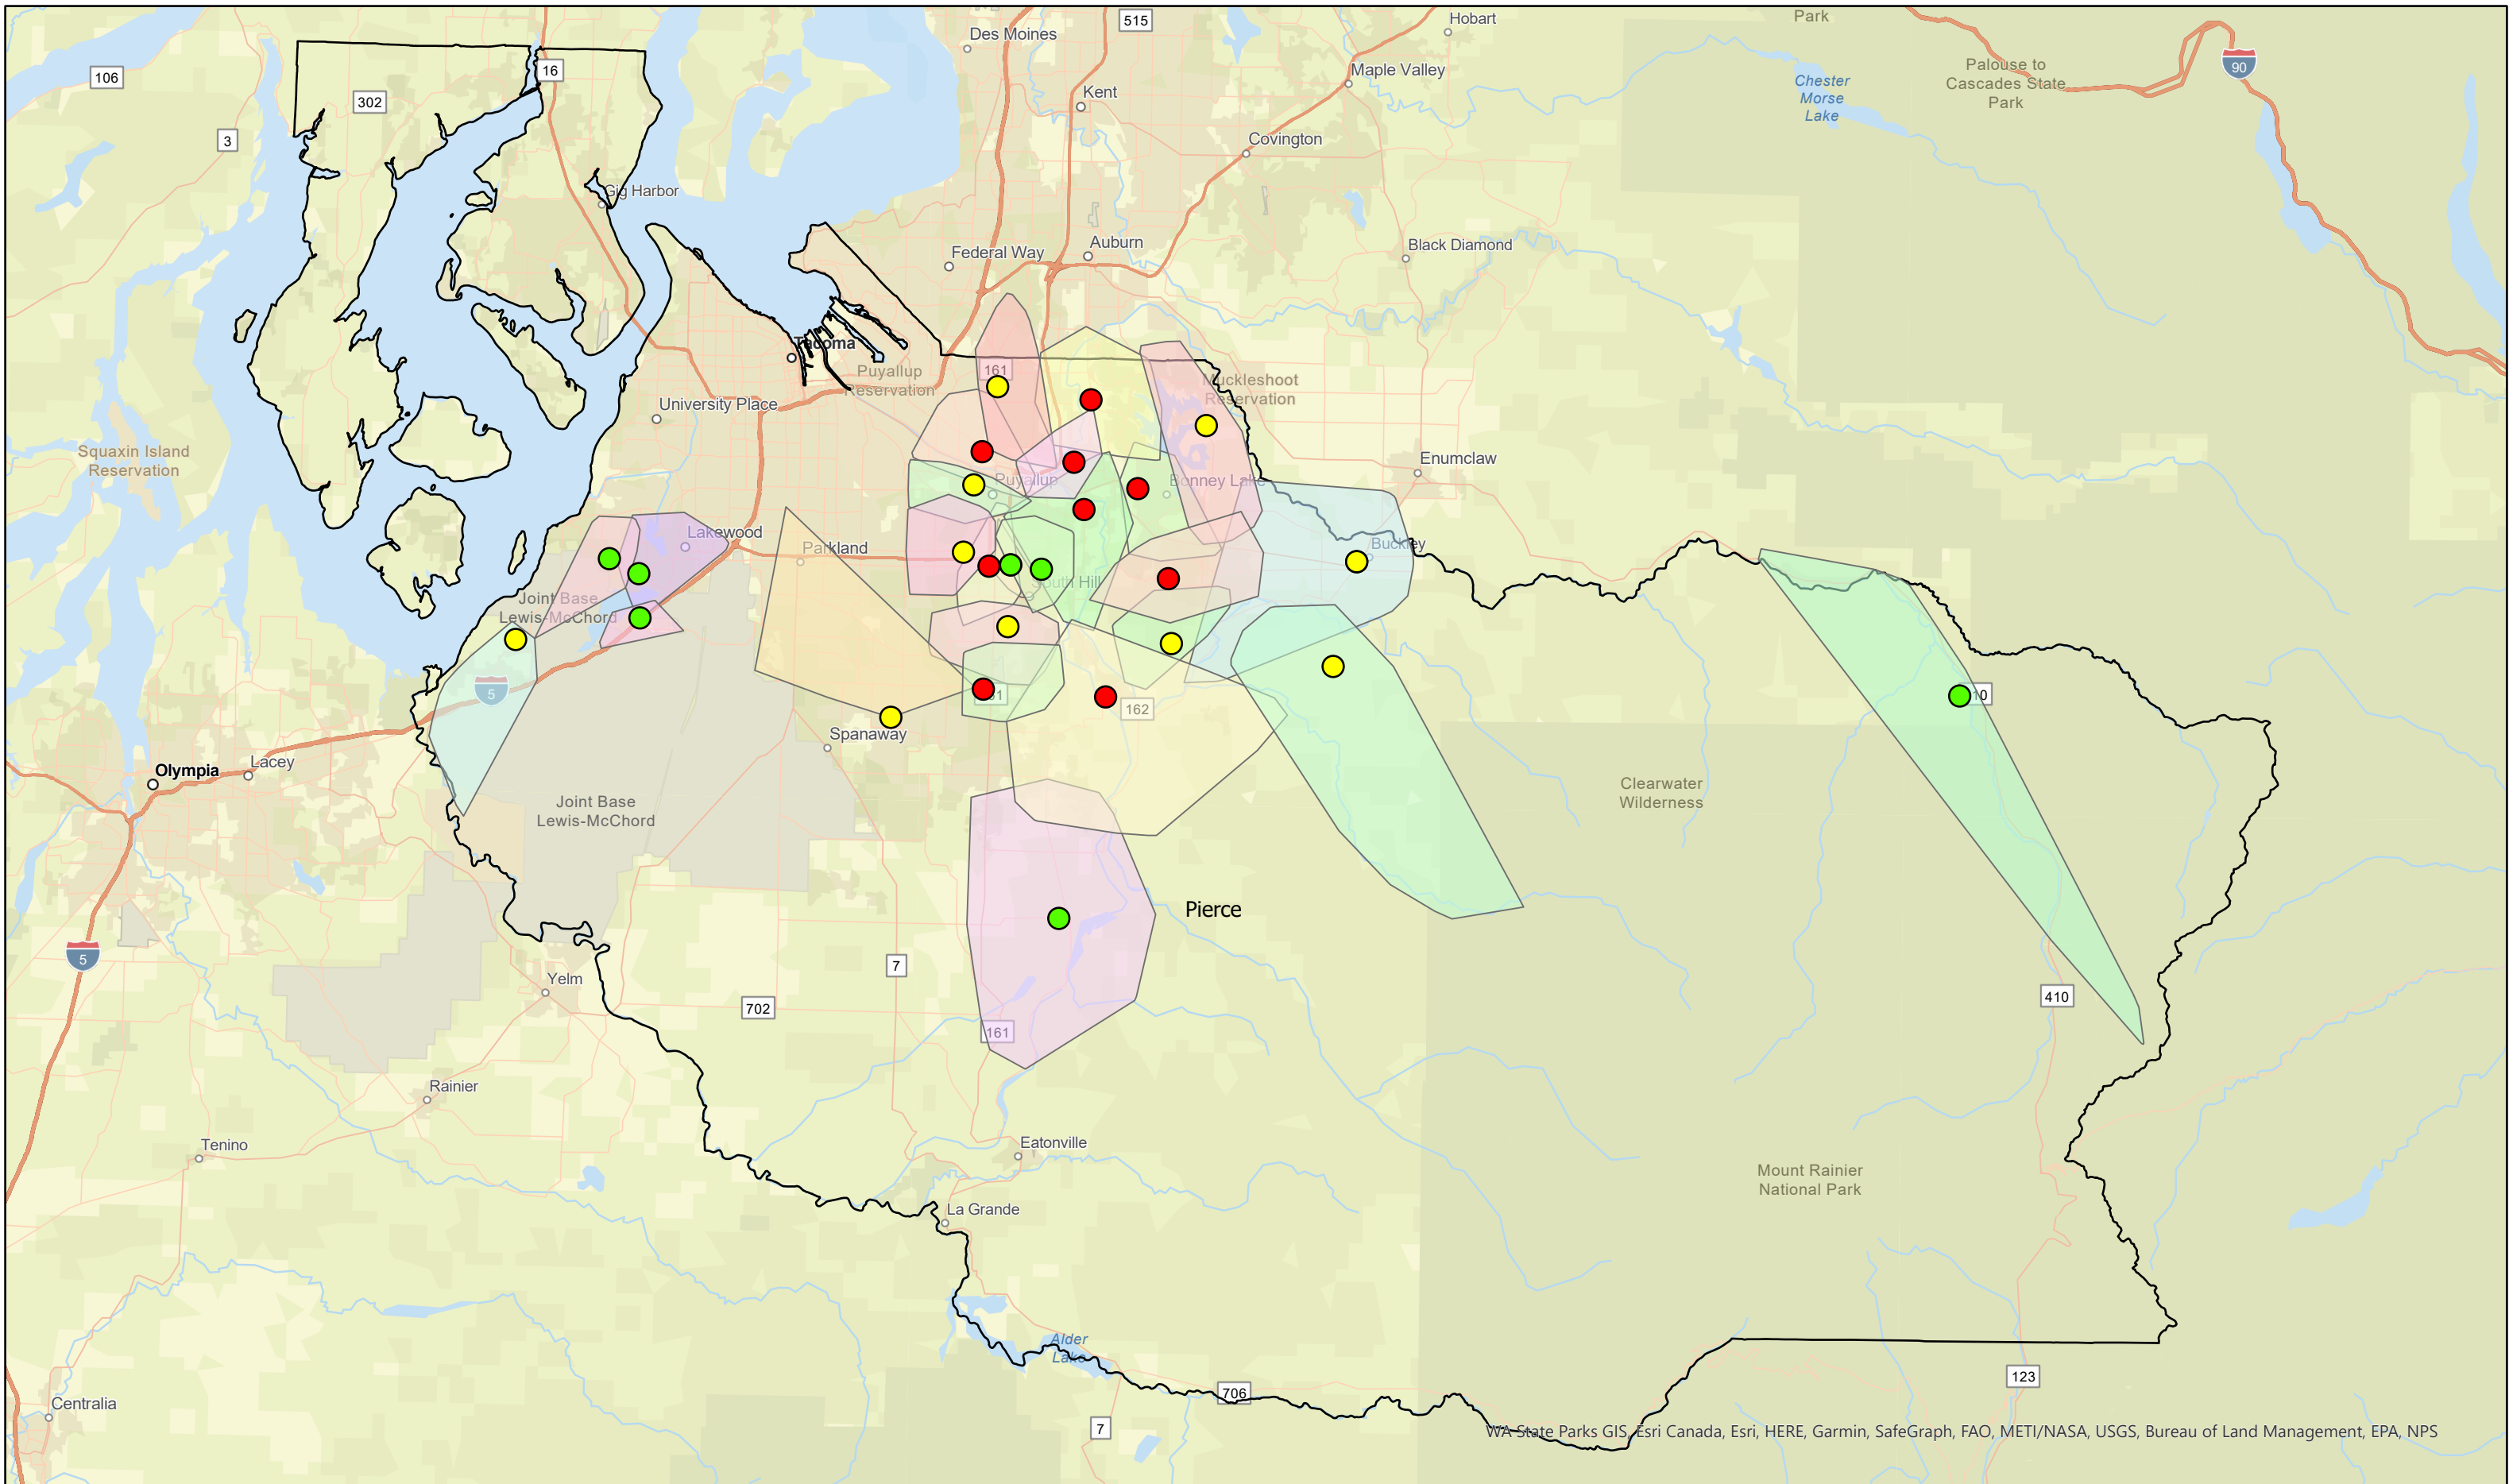 515
Hobart
Park
Des Moines
16
Maple Valley
90
106
302
Kent
Chester
Morse
Lake
Palouse to
Cascades State
Park
3
Covington
Gig Harbor
Federal Way
Auburn
Black Diamond
Tacoma
161
Puyallup
Reservation
Muckleshoot
Reservation
University Place
Squaxin Island
Reservation
Enumclaw
Puyallup
Bonney Lake
Lakewood
Parkland
Buckley
South Hill
Joint Base
Lewis-McChord
5
162
10
Spanaway
Olympia
Lacey
Joint Base
Lewis-McChord
Clearwater
Wilderness
Pierce
5
7
Yelm
702
410
161
Rainier
Tenino
Eatonville
Mount Rainier
National Park
La Grande
Alder
Lake
706
123
Centralia
7
WA State Parks GIS, Esri Canada, Esri, HERE, Garmin, SafeGraph, FAO, METI/NASA, USGS, Bureau of Land Management, EPA, NPS